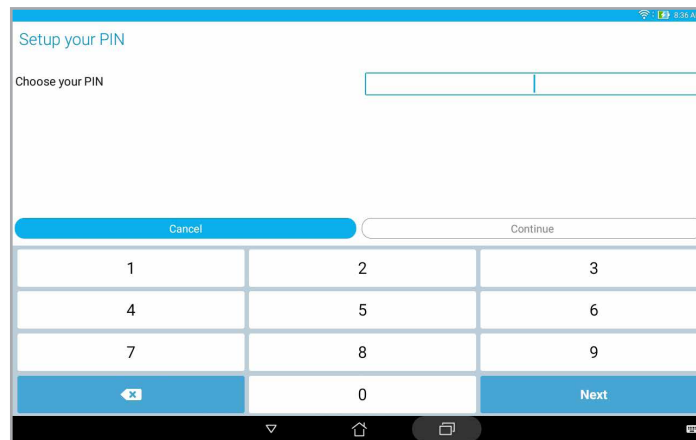 8:36 A
Setup your PIN
Choose your PIN
Cancel Continue
1 2 3
4 5 6
7 8 9
0 Next